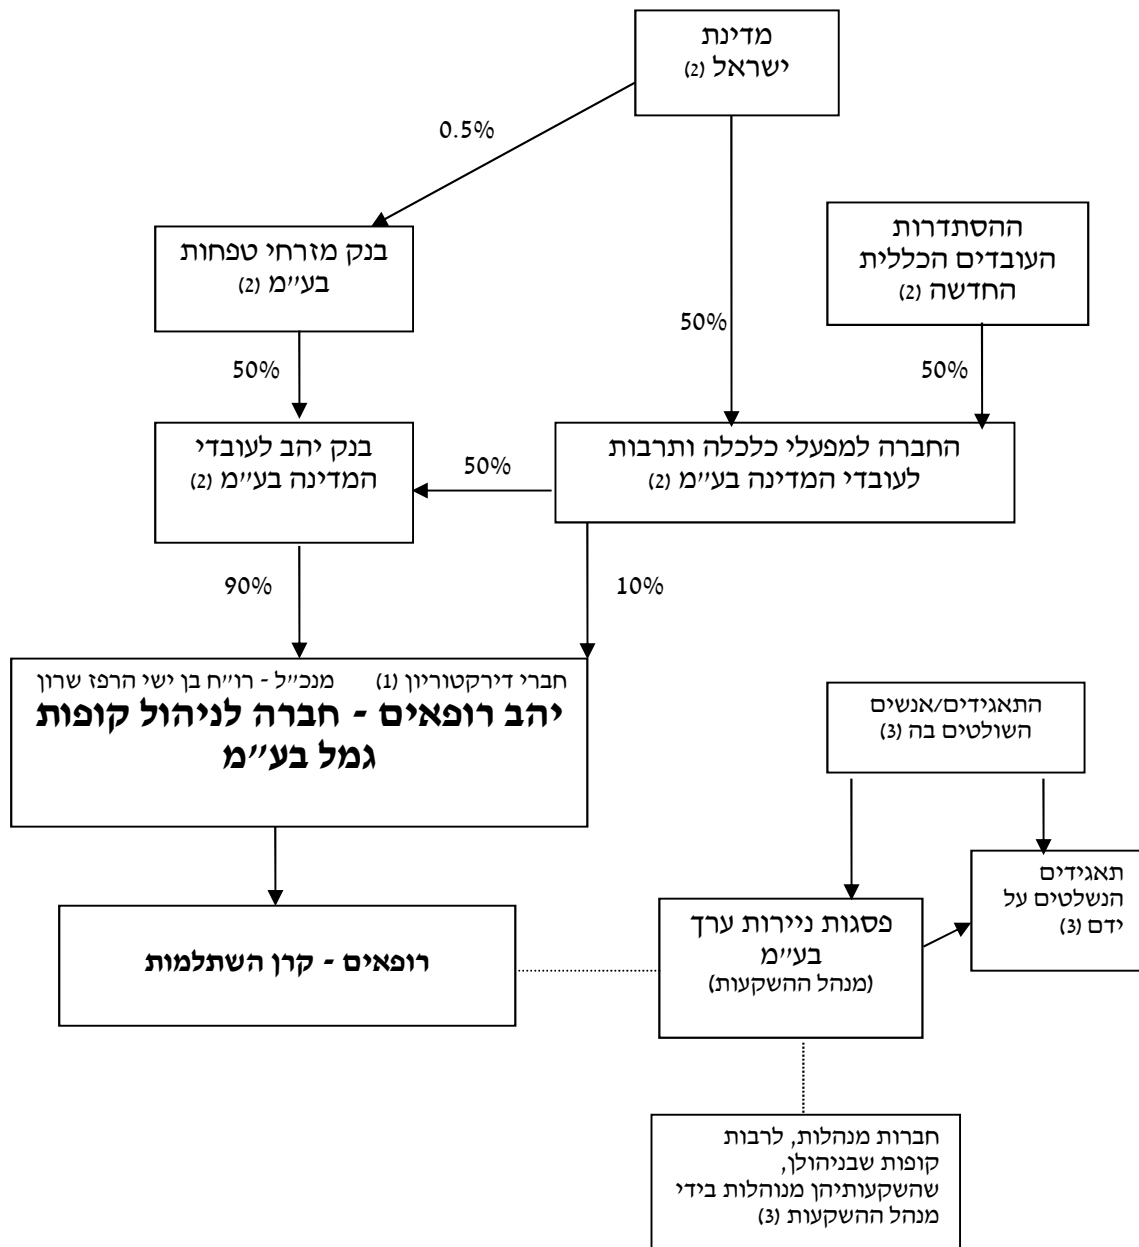 מדינת
ישראל (2)
0.5%
בנק מזרחי טפחות
בע״מ (2)
ההסתדרות
העובדים הכללית
החדשה (2)
50%
50%
50%
בנק יהב לעובדי
המדינה בע״מ (2)
50%
החברה למפעלי כלכלה ותרבות
לעובדי המדינה בע״מ (2)
90%
10%
חברי דירקטוריון (1) מנכ״ל - רו״ח בן ישי הרפז שרון
יהב רופאים - חברה לניהול קופות
גמל בע״מ
התאגידים/אנשים
השולטים בה (3)
תאגידים
הנשלטים על
ידם (3)
רופאים - קרן השתלמות
פסגות ניירות ערך
בע״מ
(מנהל ההשקעות)
חברות מנהלות, לרבות
קופות שבניהולן,
שהשקעותיהן מנוהלות בידי
מנהל ההשקעות (3)